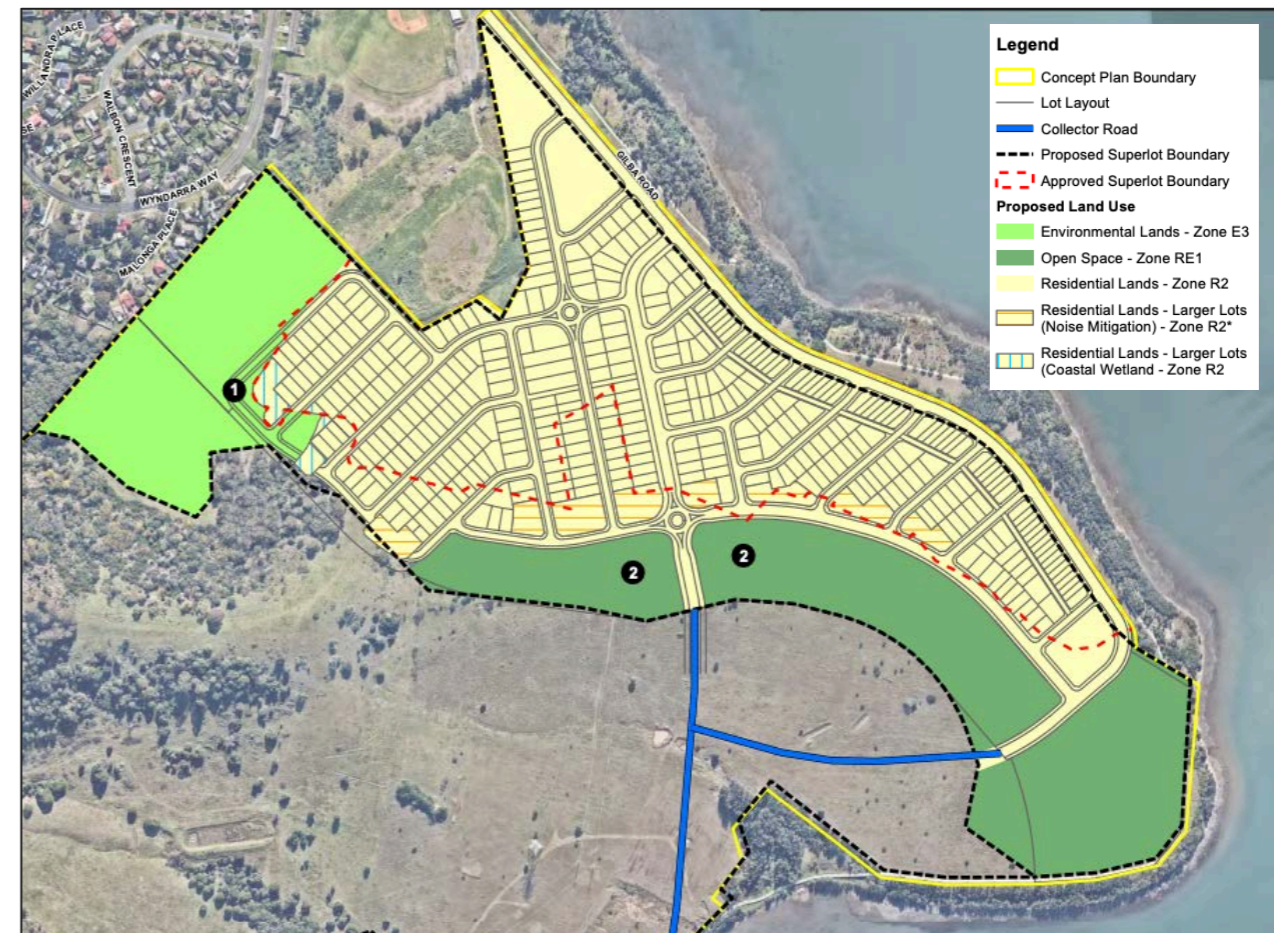 WILLANDRA PLACE
WALBON CRESCENT
SE
WYNDARRA WAY
MALONGA PLACE
GILBA ROAD
1
2
2
Legend
Concept Plan Boundary
Lot Layout
Collector Road
Proposed Superlot Boundary
Approved Superlot Boundary
Proposed Land Use
Environmental Lands - Zone E3
Open Space - Zone RE1
Residential Lands - Zone R2
Residential Lands - Larger Lots
(Noise Mitigation) - Zone R2*
Residential Lands - Larger Lots
(Coastal Wetland - Zone R2